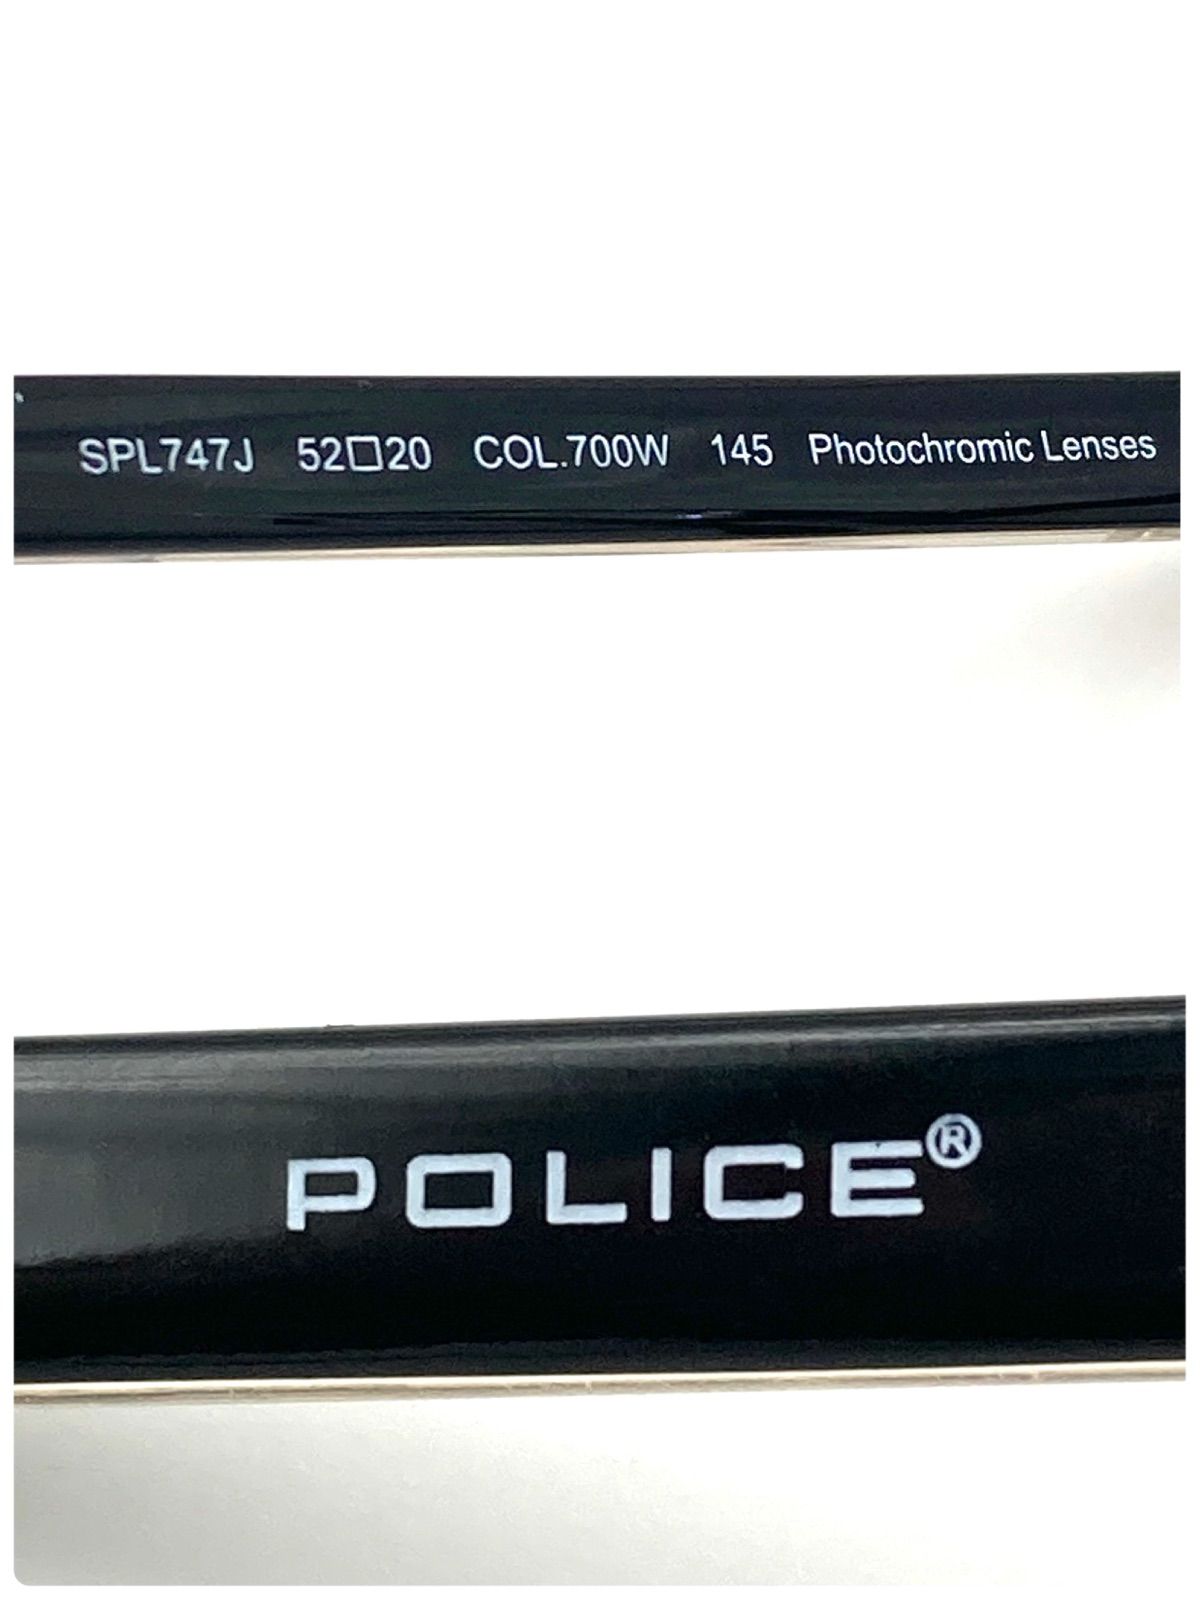 SPL747J 52□20 COL.700W 145 Photochromic Lenses
POLICE®